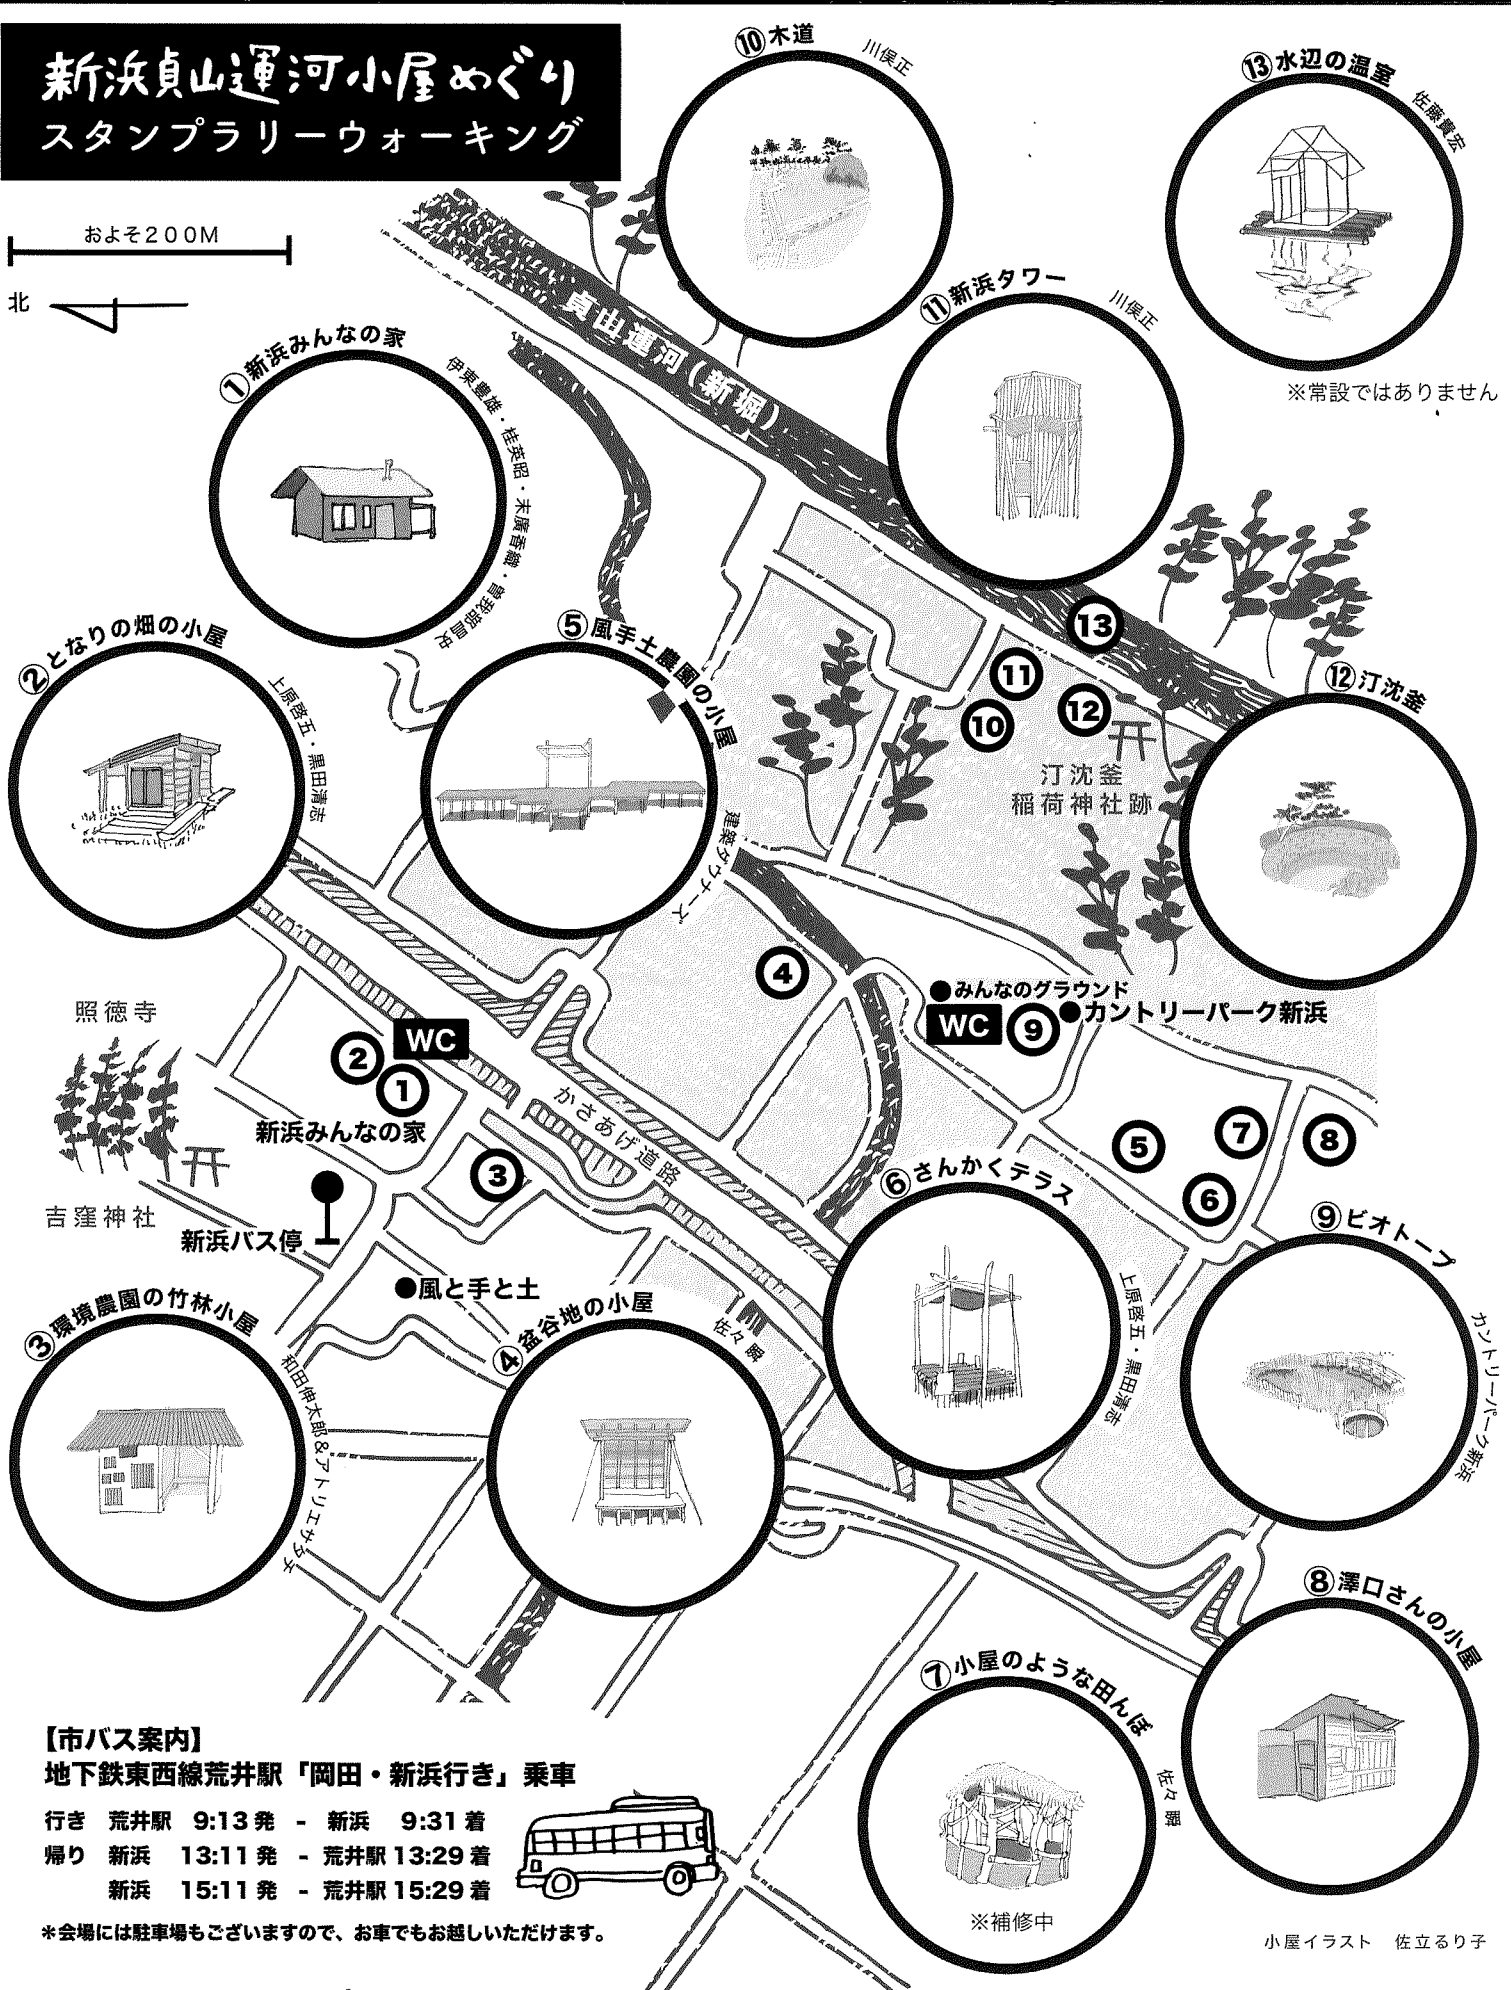 新浜貞山運河小屋めぐり
スタンプラリーウォーキング
およそ200M
北
⑩木道
川俣正
⑬水辺の温室
佐藤貴宏
※常設ではありません
⑪新浜タワー
川俣正
貞山運河(新堀)
①新浜みんなの家
伊東豊雄・桂英昭・末廣香織・曽我部昌史
②となりの畑の小屋
上原啓五・黒田清志
⑤風手土農園の小屋
建築ダウナーズ
⑬
⑪
⑫
⑩
汀沈釜
稲荷神社跡
⑫汀沈釜
④
●みんなのグラウンド
WC
⑨
●カントリーパーク新浜
照徳寺
②
WC
①
新浜みんなの家
③
かさあげ道路
⑤
⑦
⑧
⑥
吉窪神社
新浜バス停
●風と手と土
⑥さんかくテラス
上原啓五・黒田清志
⑨ビオトープ
カントリーパーク新浜
③環境農園の竹林小屋
和田伸太郎&アトリエサタチ
④盆谷地の小屋
佐々瞬
⑧澤口さんの小屋
⑦小屋のような田んぼ
佐々瞬
※補修中
【市バス案内】
地下鉄東西線荒井駅「岡田・新浜行き」乗車
行き 荒井駅 9:13発 - 新浜 9:31着
帰り 新浜 13:11発 - 荒井駅13:29着
新浜 15:11発 - 荒井駅15:29着
*会場には駐車場もございますので、お車でもお越しいただけます。
小屋イラスト 佐立るり子